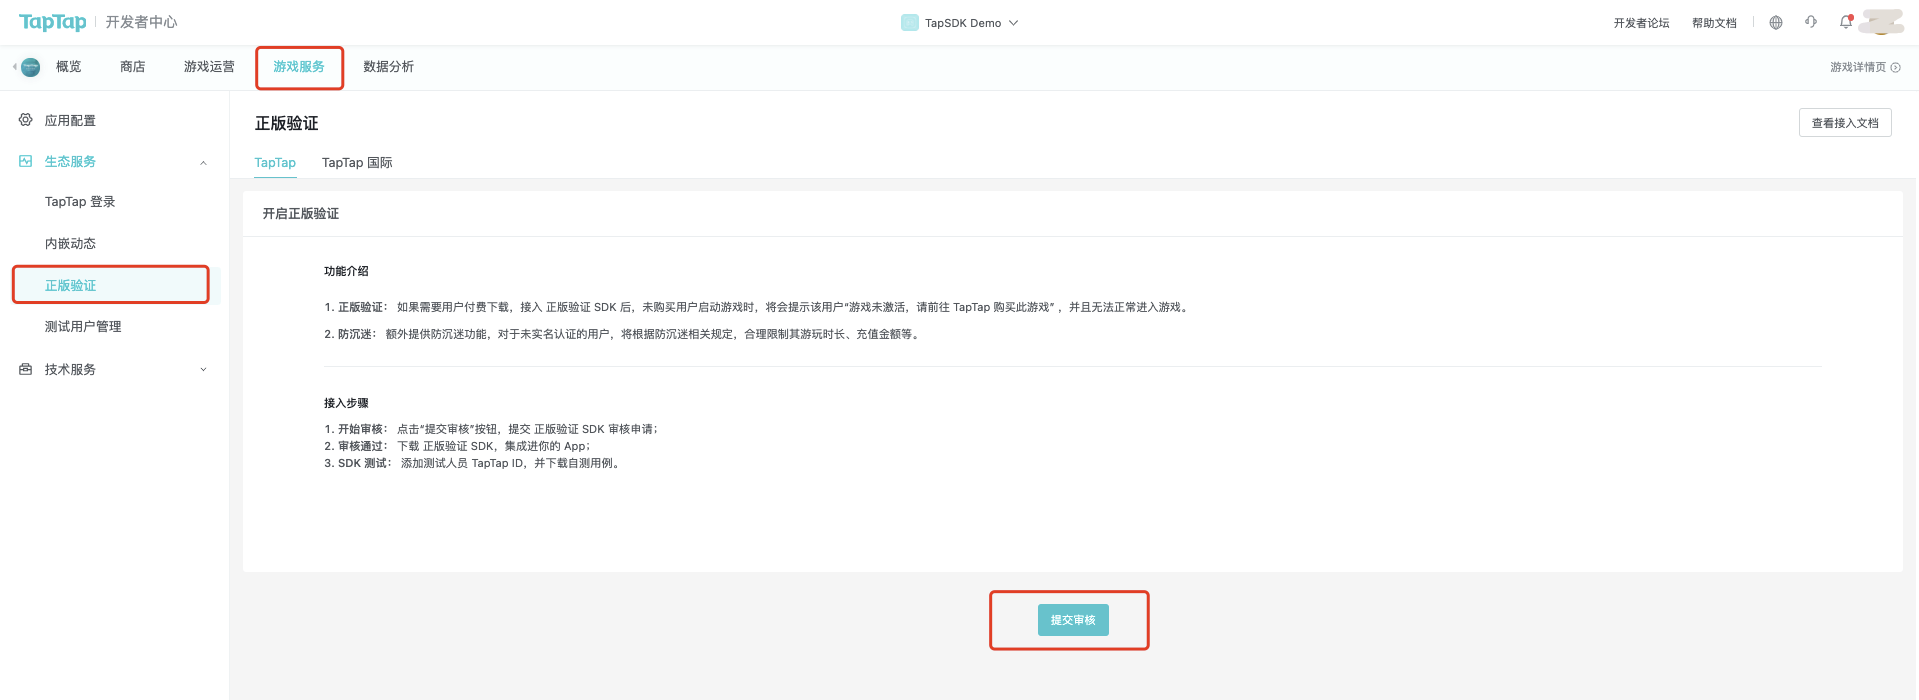 TapTap 开发者中心
TapSDK Demo
开发者论坛 帮助文档
概览 商店 游戏运营 游戏服务 数据分析
游戏详情页
应用配置
生态服务
TapTap 登录
内嵌动态
正版验证
测试用户管理
技术服务
正版验证
查看接入文档
TapTap TapTap 国际
开启正版验证
功能介绍
1. 正版验证： 如果需要用户付费下载，接入 正版验证 SDK 后，未购买用户启动游戏时，将会提示该用户“游戏未激活，请前往 TapTap 购买此游戏” ，并且无法正常进入游戏。
2. 防沉迷： 额外提供防沉迷功能，对于未实名认证的用户，将根据防沉迷相关规定，合理限制其游玩时长、充值金额等。
接入步骤
1. 开始审核： 点击“提交审核”按钮，提交 正版验证 SDK 审核申请；
2. 审核通过： 下载 正版验证 SDK，集成进你的 App；
3. SDK 测试： 添加测试人员 TapTap ID，并下载自测用例。
提交审核